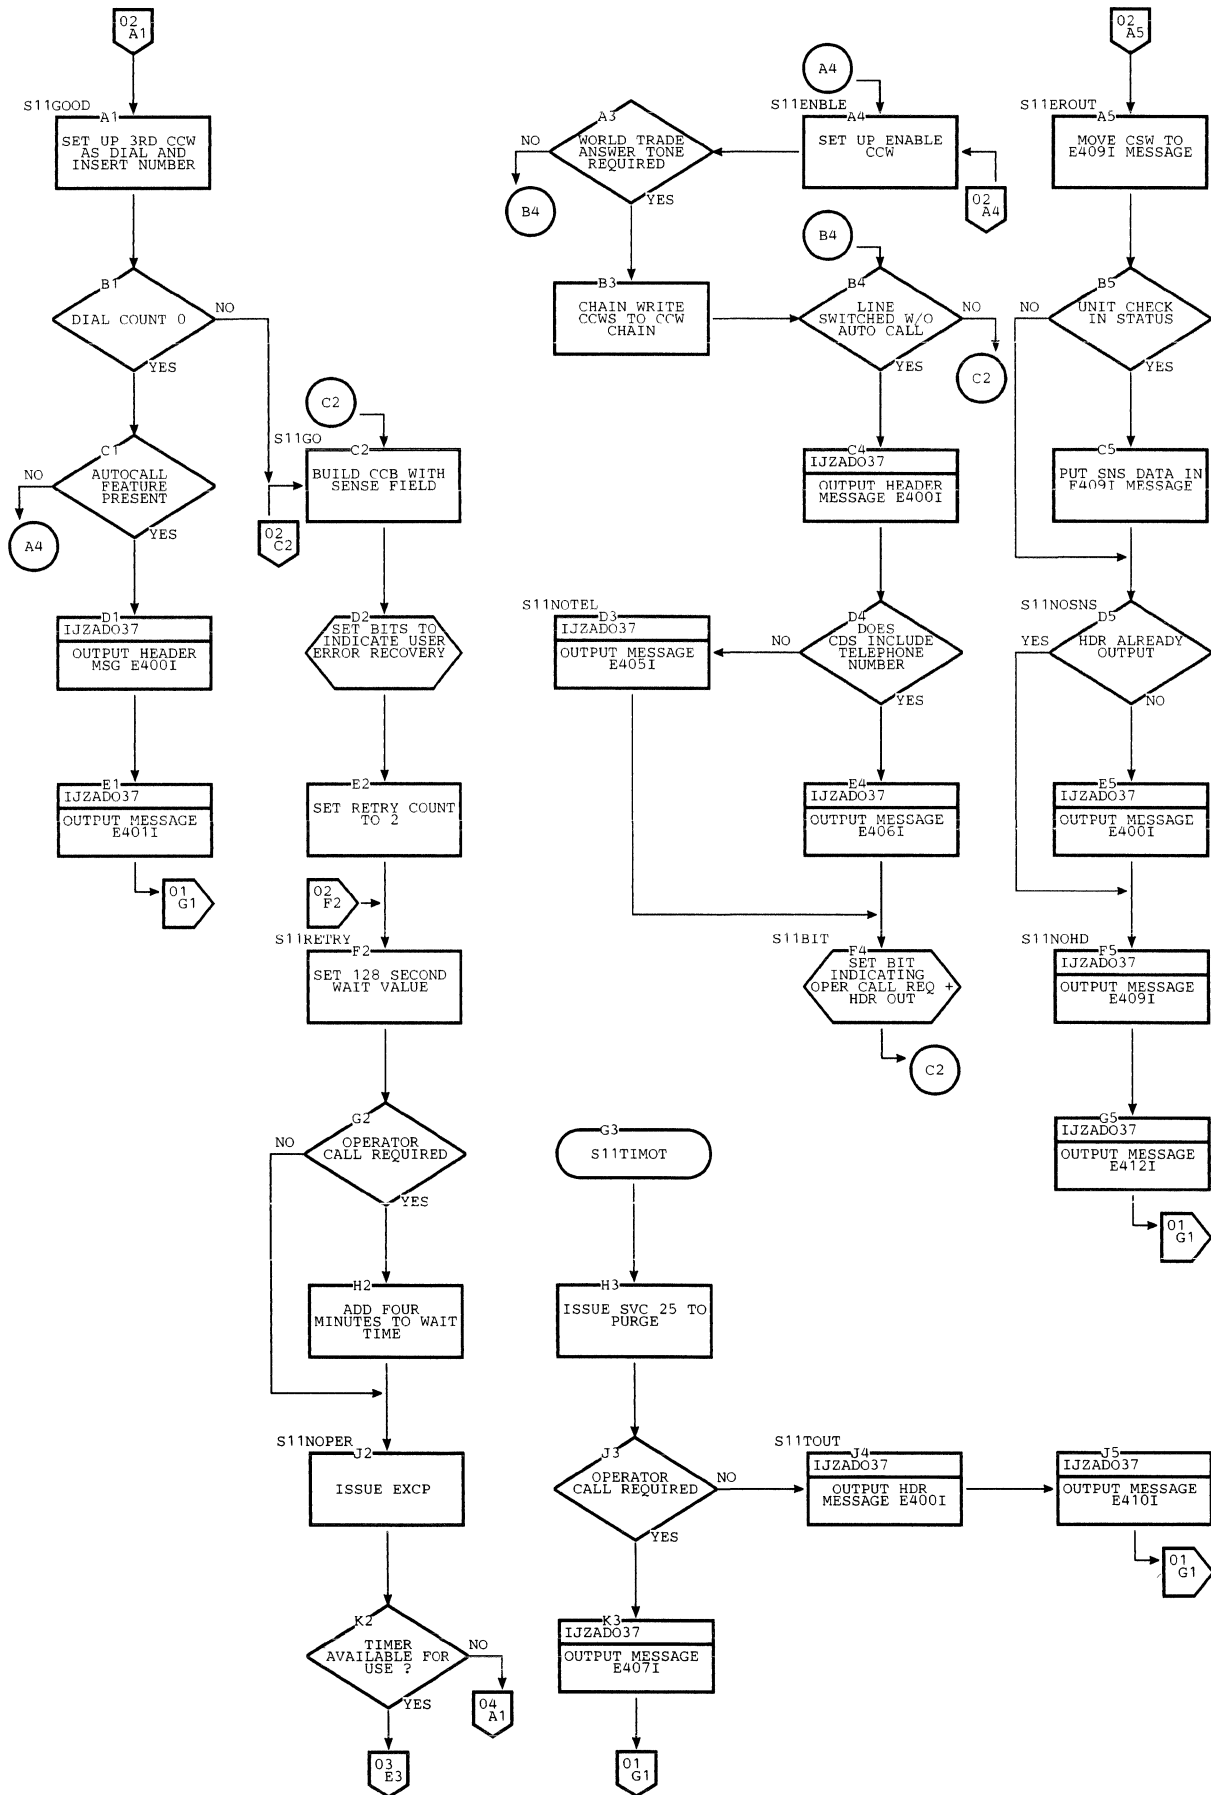 02
A1
S11GOOD
A1
SET UP 3RD CCW
AS DIAL AND
INSERT NUMBER
B1
DIAL COUNT 0
NO
YES
C1
AUTOCALL
FEATURE
PRESENT
NO
YES
A4
D1
IJZADO37
OUTPUT HEADER
MSG E400I
E1
IJZADO37
OUTPUT MESSAGE
E401I
01
G1
C2
S11GO
C2
BUILD CCB WITH
SENSE FIELD
02
C2
D2
SET BITS TO
INDICATE USER
ERROR RECOVERY
E2
SET RETRY COUNT
TO 2
02
F2
S11RETRY
F2
SET 128 SECOND
WAIT VALUE
G2
OPERATOR
CALL REQUIRED
NO
YES
H2
ADD FOUR
MINUTES TO WAIT
TIME
S11NOPER
J2
ISSUE EXCP
K2
TIMER
AVAILABLE FOR
USE ?
NO
YES
04
A1
03
E3
A3
WORLD TRADE
ANSWER TONE
REQUIRED
NO
YES
B4
B3
CHAIN WRITE
CCWS TO CCW
CHAIN
A4
S11ENBLE
A4
SET UP ENABLE
CCW
02
A4
B4
B4
LINE
SWITCHED W/O
AUTO CALL
NO
YES
C2
C4
IJZADO37
OUTPUT HEADER
MESSAGE E400I
D4
DOES
CDS INCLUDE
TELEPHONE
NUMBER
NO
YES
S11NOTEL
D3
IJZADO37
OUTPUT MESSAGE
E405I
E4
IJZADO37
OUTPUT MESSAGE
E406I
S11BIT
F4
SET BIT
INDICATING
OPER CALL REQ +
HDR OUT
C2
G3
S11TIMOT
H3
ISSUE SVC 25 TO
PURGE
J3
OPERATOR
CALL REQUIRED
NO
YES
S11TOUT
J4
IJZADO37
OUTPUT HDR
MESSAGE E400I
J5
IJZADO37
OUTPUT MESSAGE
E410I
01
G1
K3
IJZADO37
OUTPUT MESSAGE
E407I
01
G1
02
A5
S11EROUT
A5
MOVE CSW TO
E409I MESSAGE
B5
UNIT CHECK
IN STATUS
NO
YES
C5
PUT SNS DATA IN
E409I MESSAGE
S11NOSNS
D5
HDR ALREADY
OUTPUT
YES
NO
E5
IJZADO37
OUTPUT MESSAGE
E400I
S11NOHD
F5
IJZADO37
OUTPUT MESSAGE
E409I
G5
IJZADO37
OUTPUT MESSAGE
E412I
01
G1